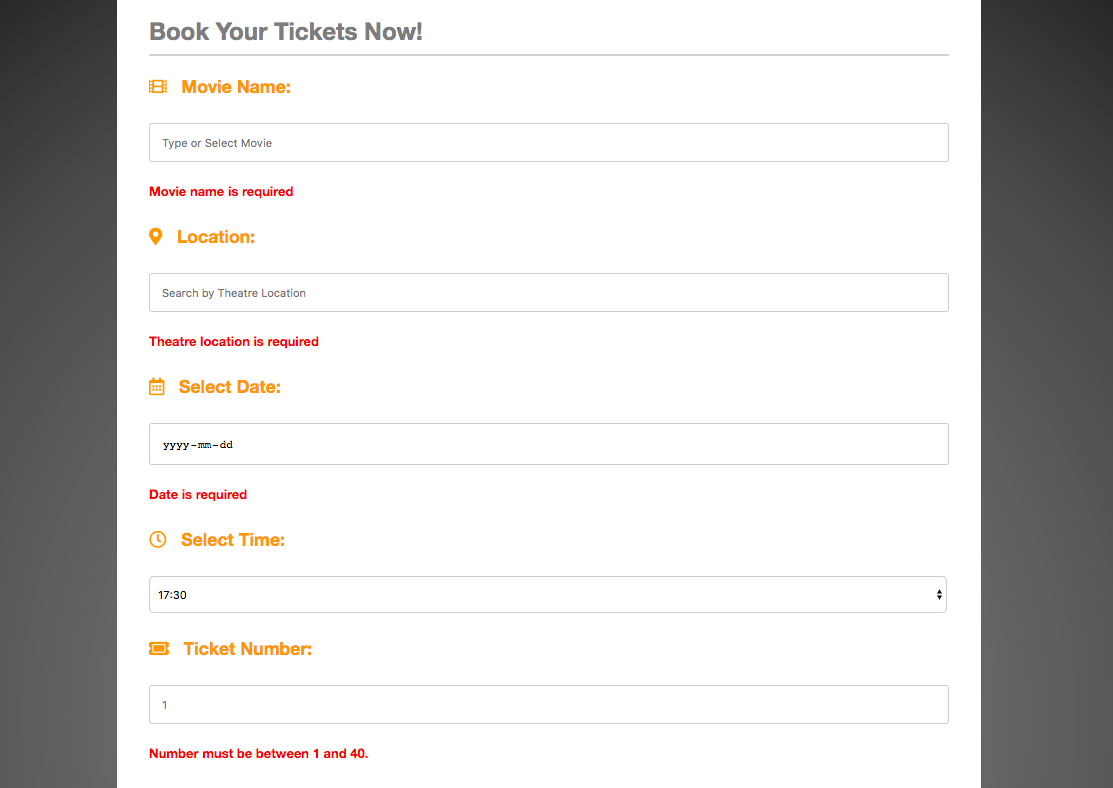 Book Your Tickets Now!
Movie Name:
Type or Select Movie
Movie name is required
Location:
Search by Theatre Location
Theatre location is required
Select Date:
yyyy-mm-dd
Date is required
Select Time:
17:30
Ticket Number:
1
Number must be between 1 and 40.